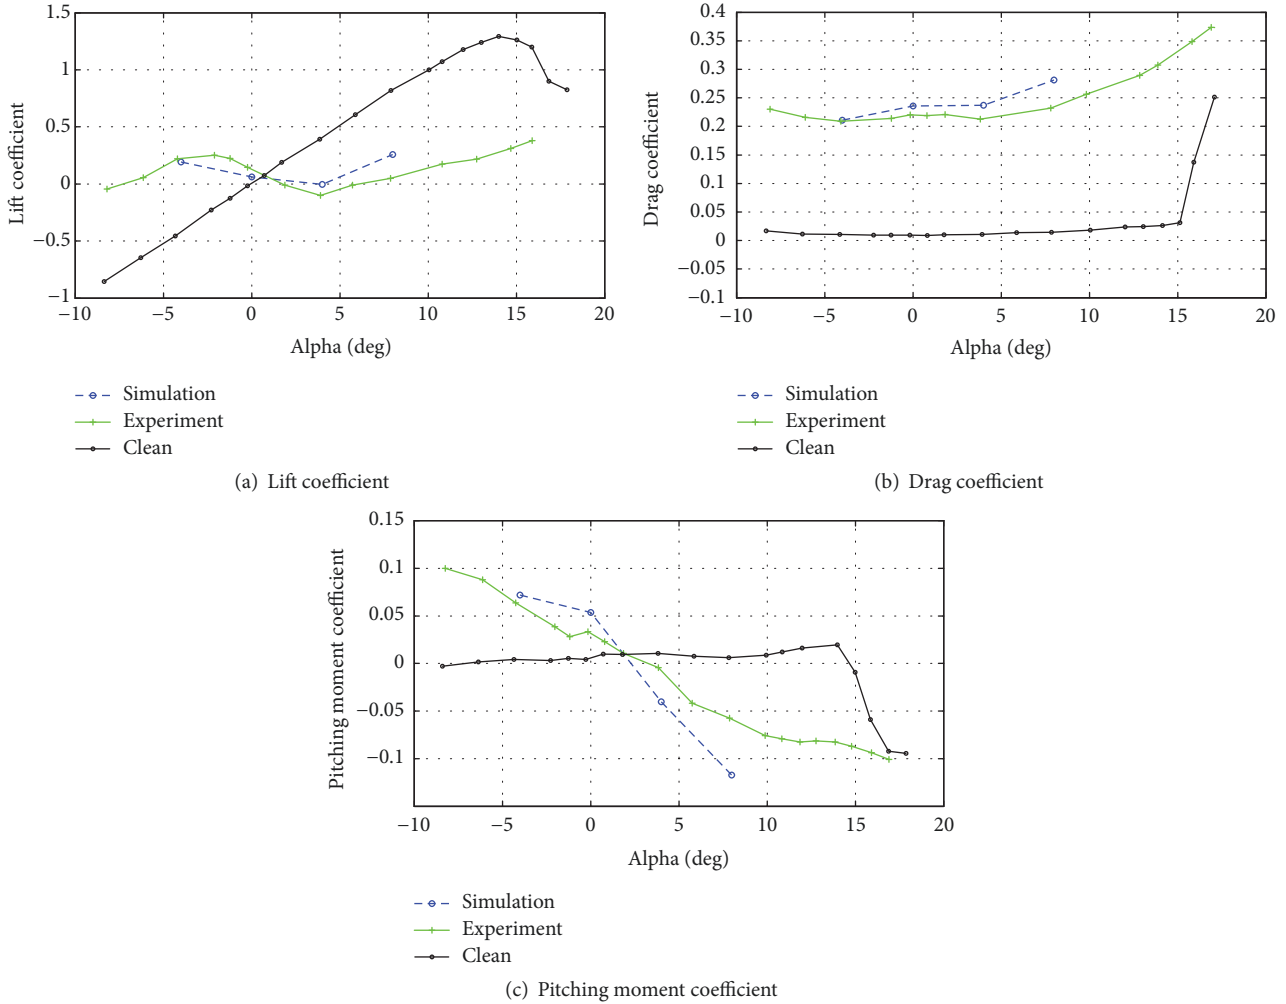 1.5
1
0.5
0
−0.5
−1
Lift coefficient
−10 −5 0 5 10 15 20
Alpha (deg)
Simulation
Experiment
Clean
(a) Lift coefficient
0.4
0.35
0.3
0.25
0.2
0.15
0.1
0.05
0
−0.05
−0.1
Drag coefficient
−10 −5 0 5 10 15 20
Alpha (deg)
Simulation
Experiment
Clean
(b) Drag coefficient
0.15
0.1
0.05
0
−0.05
−0.1
Pitching moment coefficient
−10 −5 0 5 10 15 20
Alpha (deg)
Simulation
Experiment
Clean
(c) Pitching moment coefficient